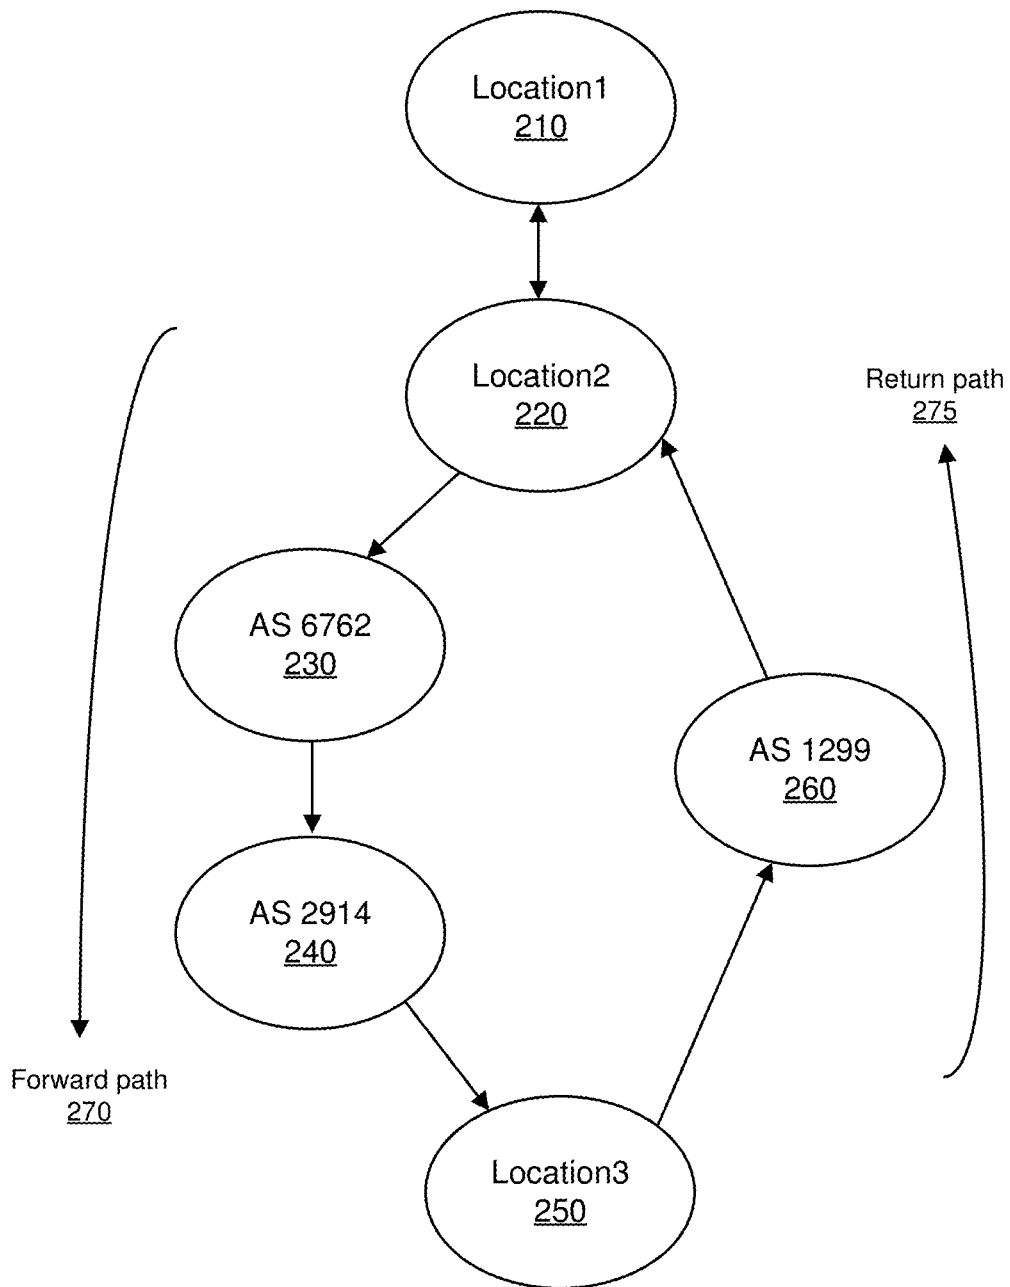 Location1
210
Location2
220
Return path
275
AS 6762
230
AS 1299
260
AS 2914
240
Forward path
270
Location3
250